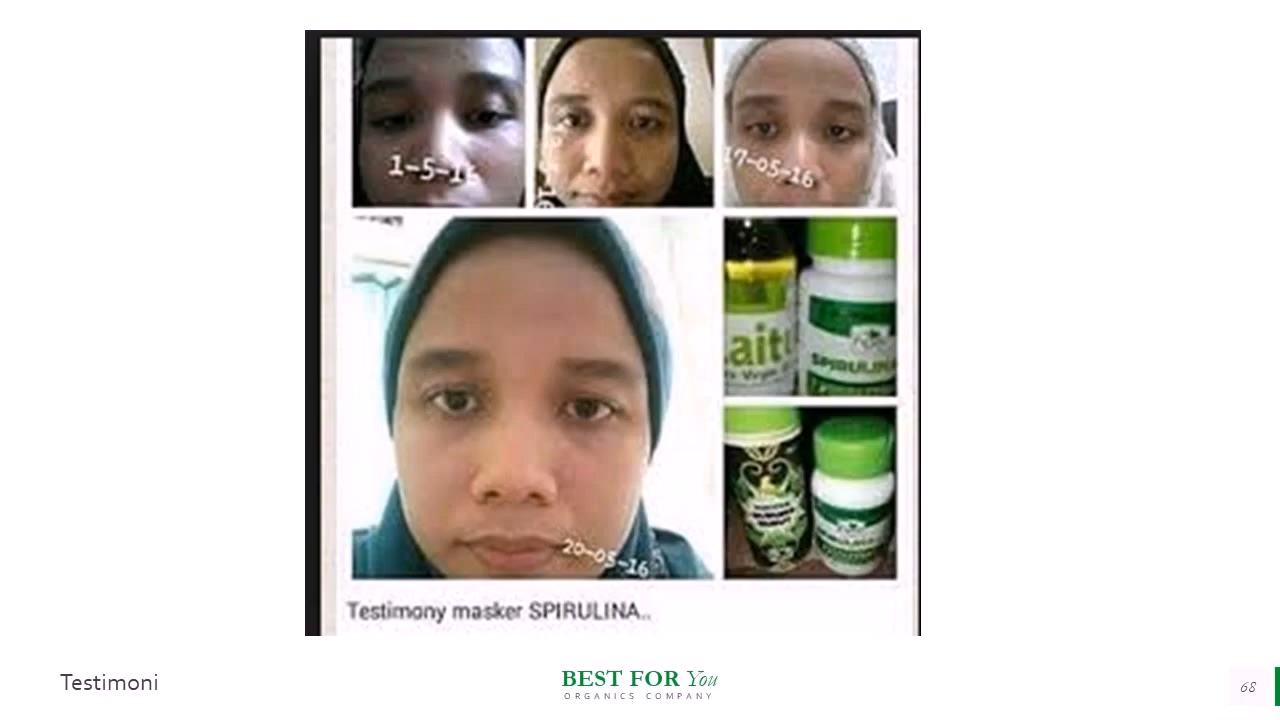 1-5-16
17-05-16
SPIRULINA
20-05-16
SPIRULINA
Testimony masker SPIRULINA..
Testimoni
BEST FOR You
ORGANICS COMPANY
68